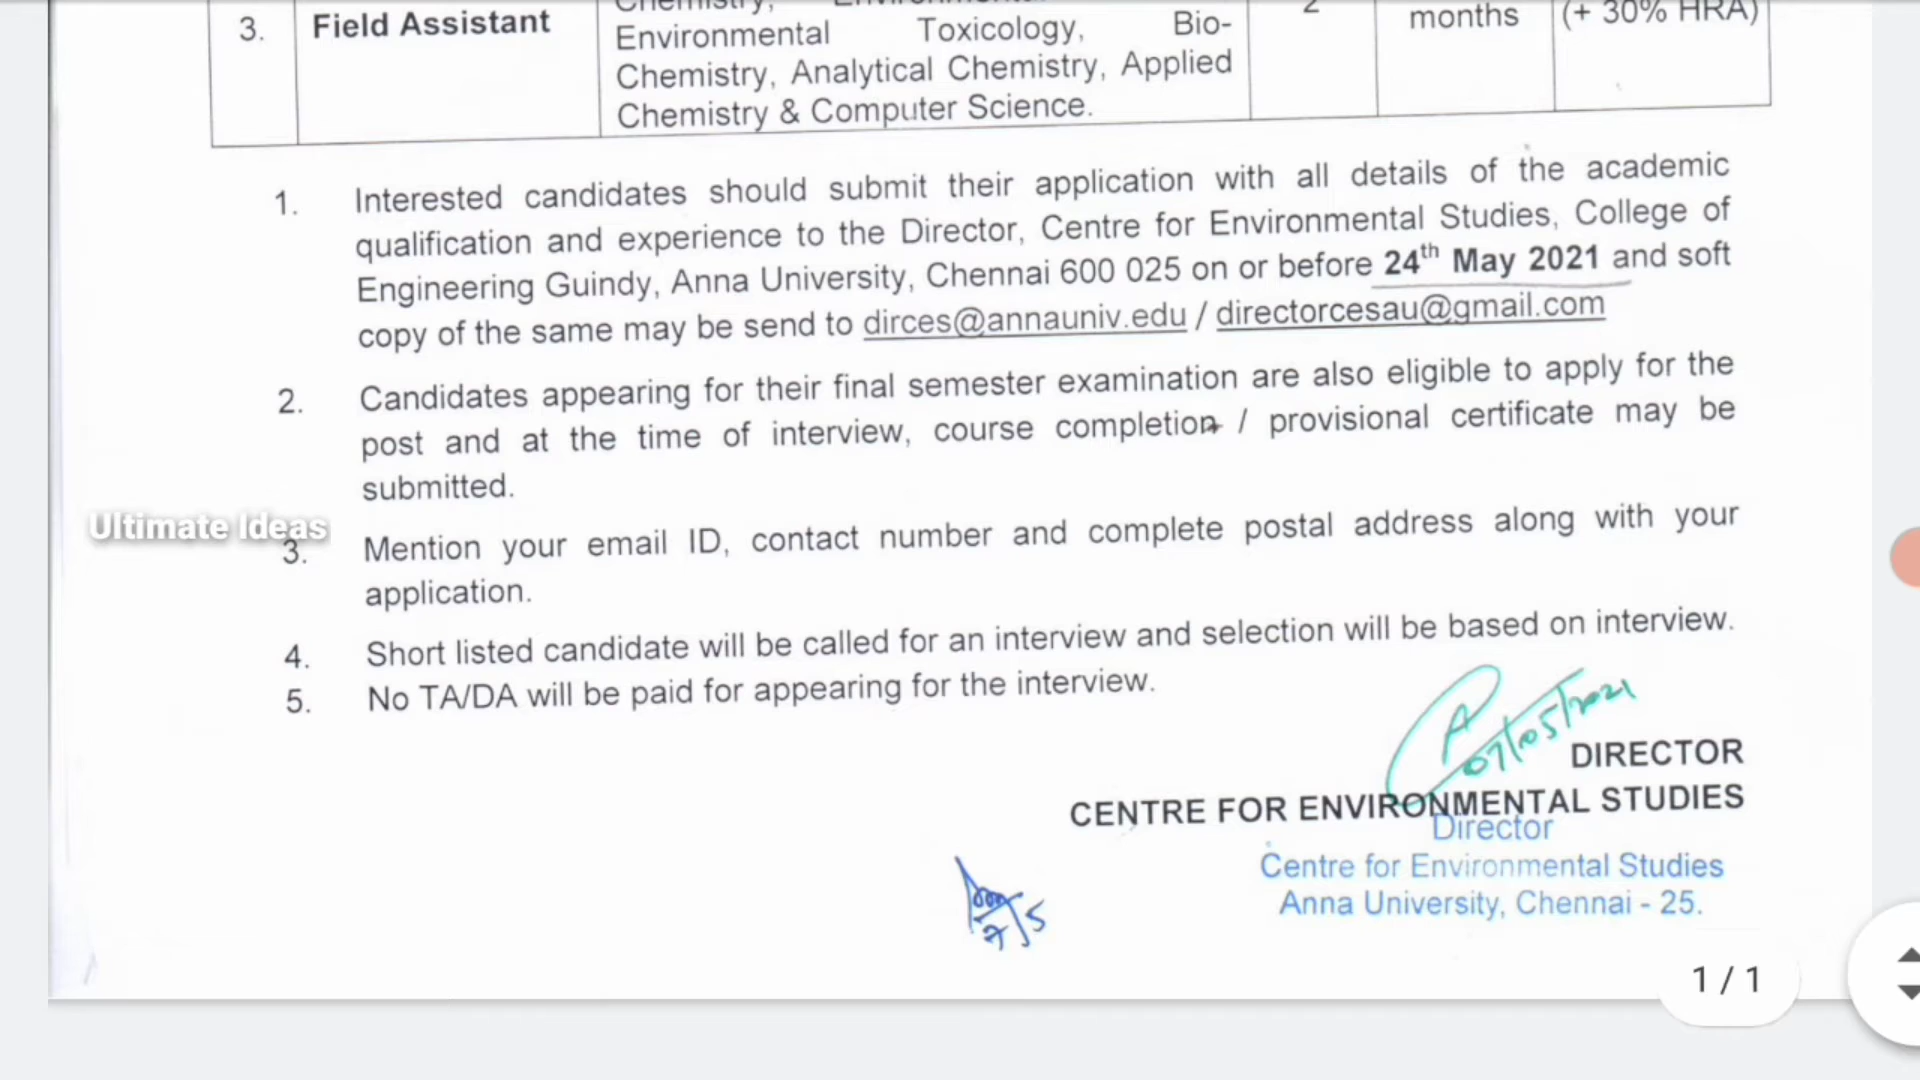 3. Field Assistant
Environmental Toxicology, Bio-
Chemistry, Analytical Chemistry, Applied
Chemistry & Computer Science.
months
(+ 30% HRA)
1. Interested candidates should submit their application with all details of the academic
qualification and experience to the Director, Centre for Environmental Studies, College of
Engineering Guindy, Anna University, Chennai 600 025 on or before 24th May 2021 and soft
copy of the same may be send to dirces@annauniv.edu / directorcesau@gmail.com
2. Candidates appearing for their final semester examination are also eligible to apply for the
post and at the time of interview, course completion / provisional certificate may be
submitted.
Ultimate Ideas
3. Mention your email ID, contact number and complete postal address along with your
application.
4. Short listed candidate will be called for an interview and selection will be based on interview.
5. No TA/DA will be paid for appearing for the interview.
07/05/2021
DIRECTOR
CENTRE FOR ENVIRONMENTAL STUDIES
Director
Centre for Environmental Studies
Anna University, Chennai - 25.
7/5
1 / 1